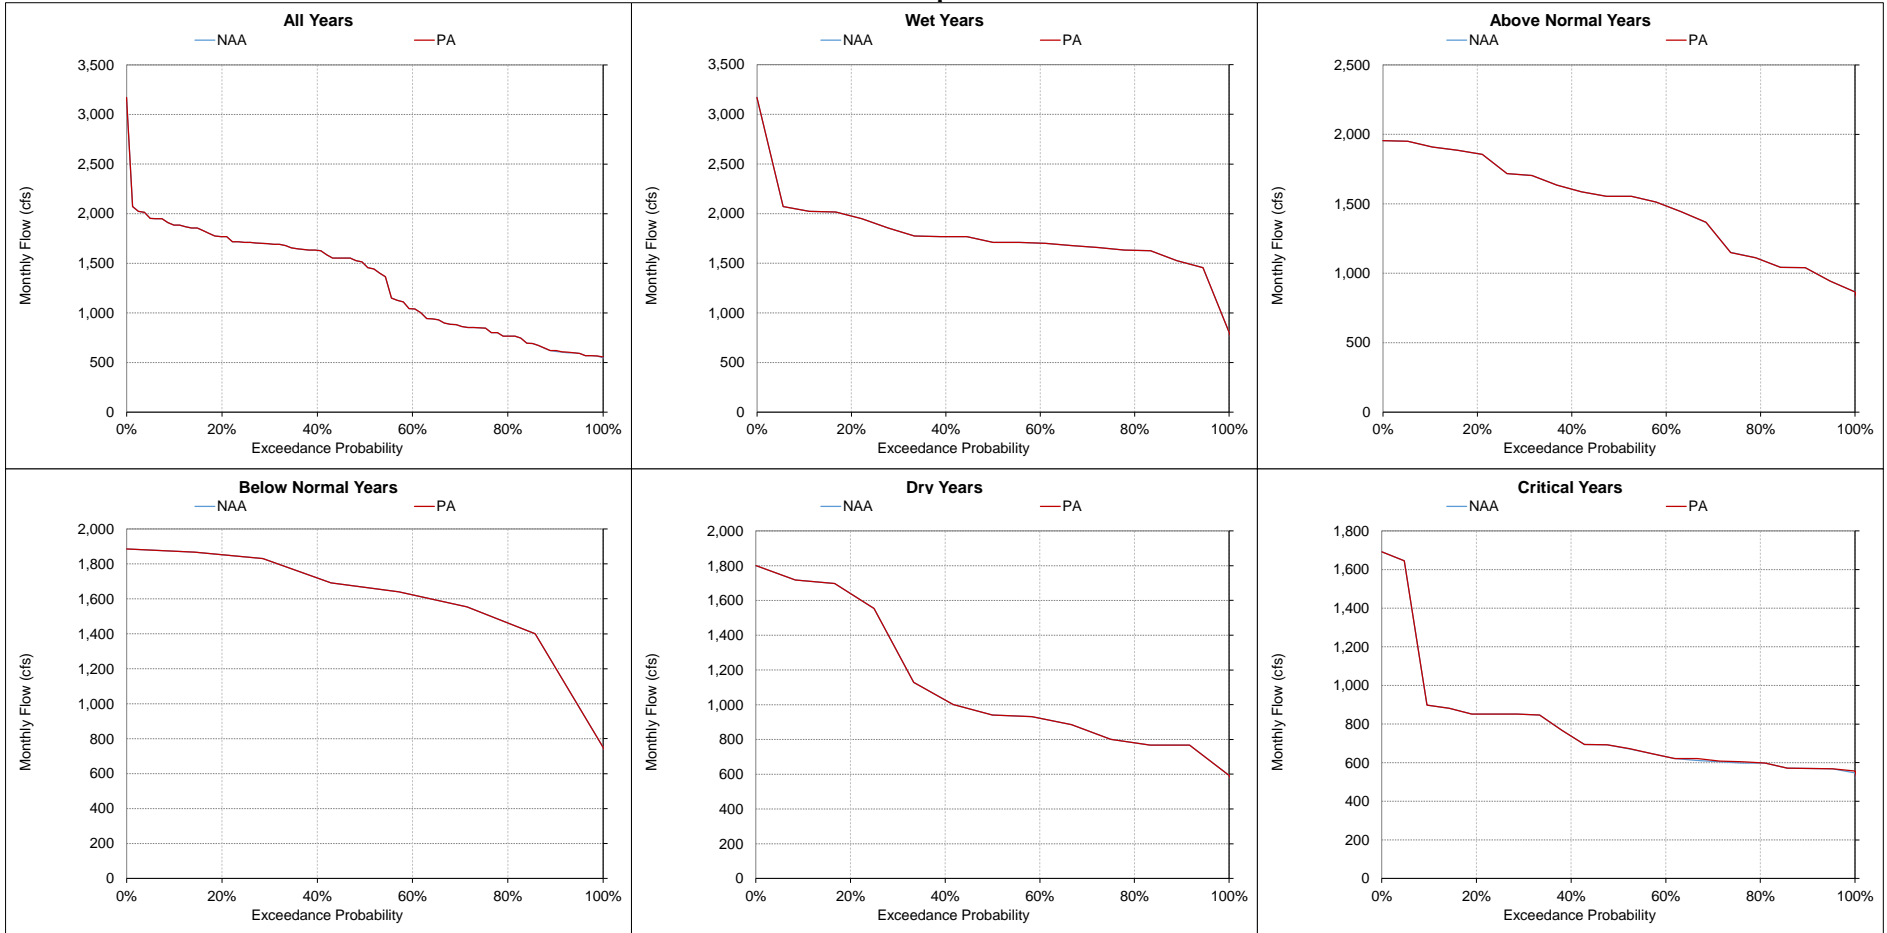 All Years
NAA PA
3,500
3,000
2,500
2,000
1,500
1,000
500
0
Monthly Flow (cfs)
0% 20% 40% 60% 80% 100%
Exceedance Probability
Wet Years
NAA PA
3,500
3,000
2,500
2,000
1,500
1,000
500
0
Monthly Flow (cfs)
0% 20% 40% 60% 80% 100%
Exceedance Probability
Above Normal Years
NAA PA
2,500
2,000
1,500
1,000
500
0
Monthly Flow (cfs)
0% 20% 40% 60% 80% 100%
Exceedance Probability
Below Normal Years
NAA PA
2,000
1,800
1,600
1,400
1,200
1,000
800
600
400
200
0
Monthly Flow (cfs)
0% 20% 40% 60% 80% 100%
Exceedance Probability
Dry Years
NAA PA
2,000
1,800
1,600
1,400
1,200
1,000
800
600
400
200
0
Monthly Flow (cfs)
0% 20% 40% 60% 80% 100%
Exceedance Probability
Critical Years
NAA PA
1,800
1,600
1,400
1,200
1,000
800
600
400
200
0
Monthly Flow (cfs)
0% 20% 40% 60% 80% 100%
Exceedance Probability